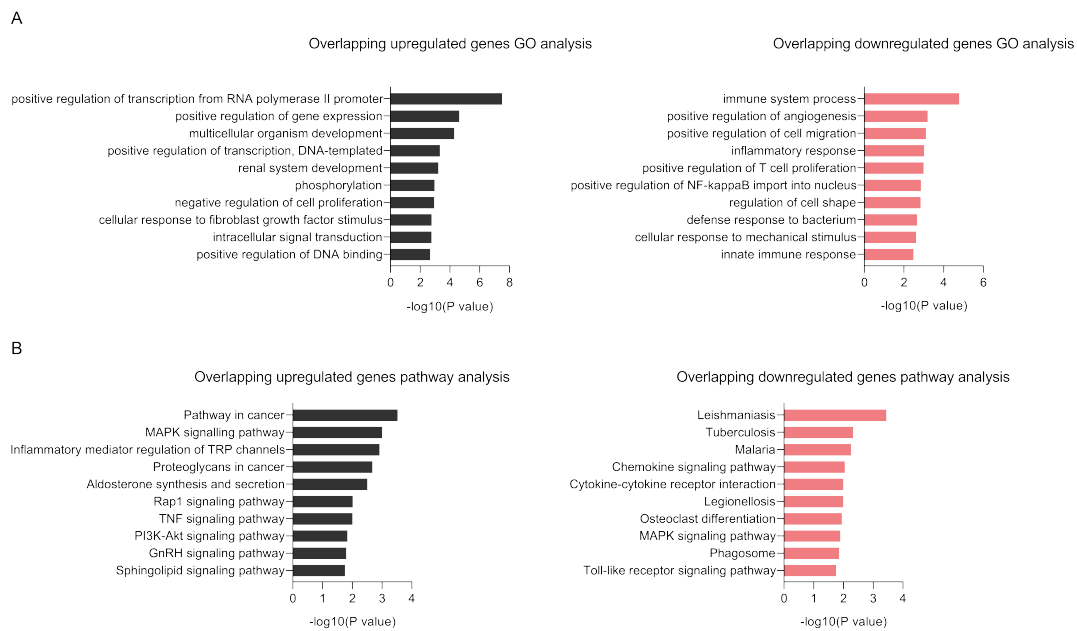 A
Overlapping upregulated genes GO analysis
positive regulation of transcription from RNA polymerase II promoter
positive regulation of gene expression
multicellular organism development
positive regulation of transcription, DNA-templated
renal system development
phosphorylation
negative regulation of cell proliferation
cellular response to fibroblast growth factor stimulus
intracellular signal transduction
positive regulation of DNA binding
0 2 4 6 8
-log10(P value)
Overlapping downregulated genes GO analysis
immune system process
positive regulation of angiogenesis
positive regulation of cell migration
inflammatory response
positive regulation of T cell proliferation
positive regulation of NF-kappaB import into nucleus
regulation of cell shape
defense response to bacterium
cellular response to mechanical stimulus
innate immune response
0 2 4 6
-log10(P value)
B
Overlapping upregulated genes pathway analysis
Pathway in cancer
MAPK signalling pathway
Inflammatory mediator regulation of TRP channels
Proteoglycans in cancer
Aldosterone synthesis and secretion
Rap1 signaling pathway
TNF signaling pathway
PI3K-Akt signaling pathway
GnRH signaling pathway
Sphingolipid signaling pathway
0 1 2 3 4
-log10(P value)
Overlapping downregulated genes pathway analysis
Leishmaniasis
Tuberculosis
Malaria
Chemokine signaling pathway
Cytokine-cytokine receptor interaction
Legionellosis
Osteoclast differentiation
MAPK signaling pathway
Phagosome
Toll-like receptor signaling pathway
0 1 2 3 4
-log10(P value)